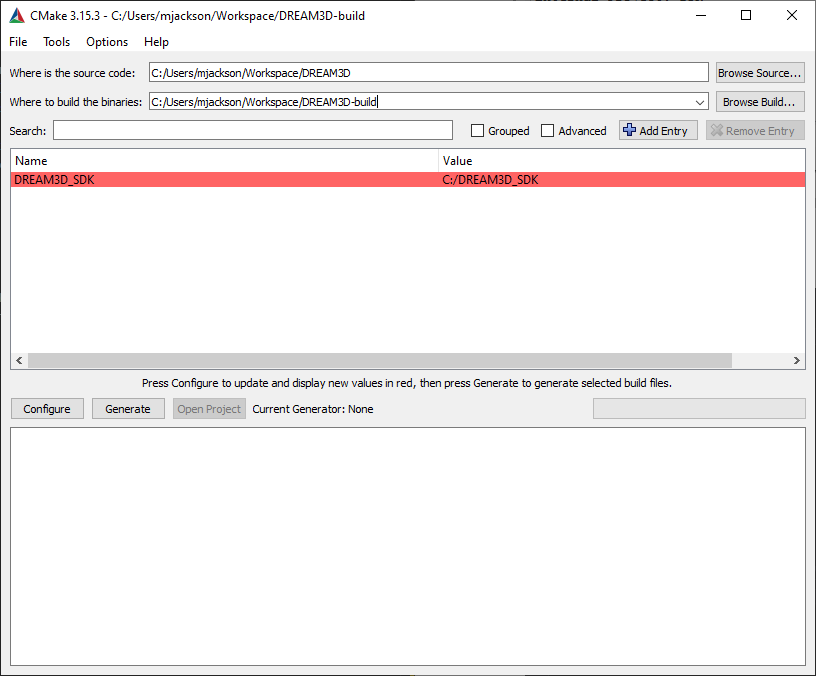 CMake 3.15.3 - C:/Users/mjackson/Workspace/DREAM3D-build
File Tools Options Help
Where is the source code: C:/Users/mjackson/Workspace/DREAM3D Browse Source...
Where to build the binaries: C:/Users/mjackson/Workspace/DREAM3D-build Browse Build...
Search: Grouped Advanced Add Entry Remove Entry
Name Value
DREAM3D_SDK C:/DREAM3D_SDK
Press Configure to update and display new values in red, then press Generate to generate selected build files.
Configure Generate Open Project Current Generator: None